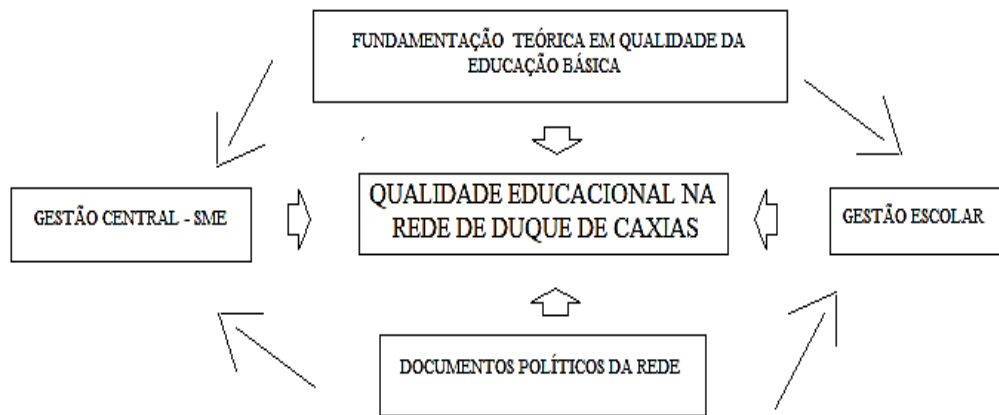 FUNDAMENTAÇÃO TEÓRICA EM QUALIDADE DA
EDUCAÇÃO BÁSICA
GESTÃO CENTRAL - SME
QUALIDADE EDUCACIONAL NA
REDE DE DUQUE DE CAXIAS
GESTÃO ESCOLAR
DOCUMENTOS POLÍTICOS DA REDE